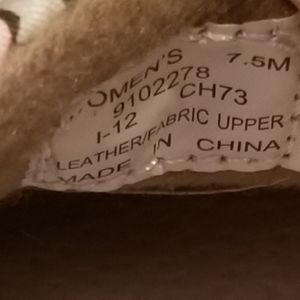 WOMEN'S 7.5M
9102278
I-12 CH73
LEATHER/FABRIC UPPER
MADE IN CHINA